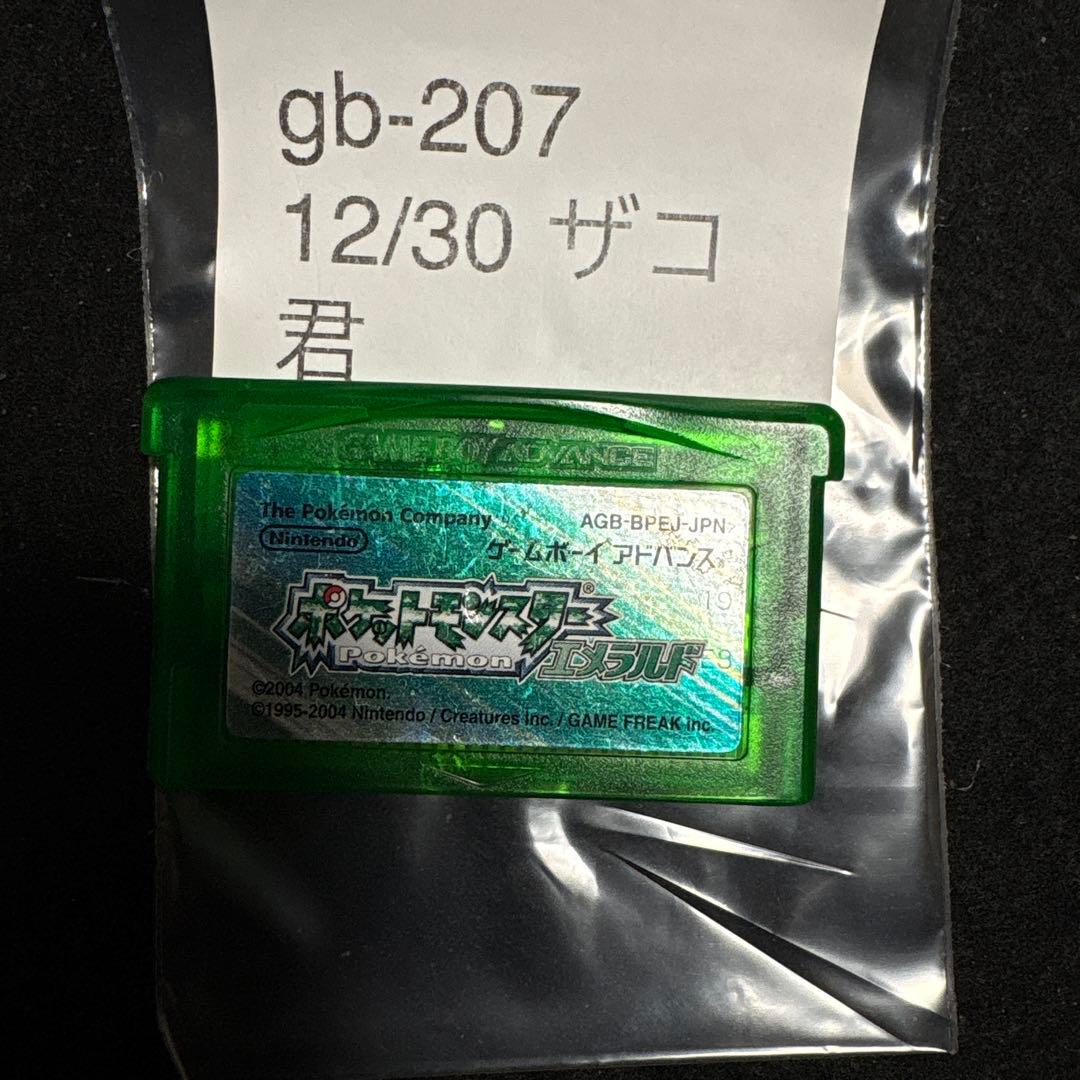 gb-207
12/30 ザコ
君
GAME BOY ADVANCE
The Pokémon Company
AGB-BPEJ-JPN
Nintendo
ゲームボーイアドバンス
ポケットモンスター®
Pokémon
エメラルド
19
9
©2004 Pokémon.
©1995-2004 Nintendo / Creatures inc. / GAME FREAK inc.